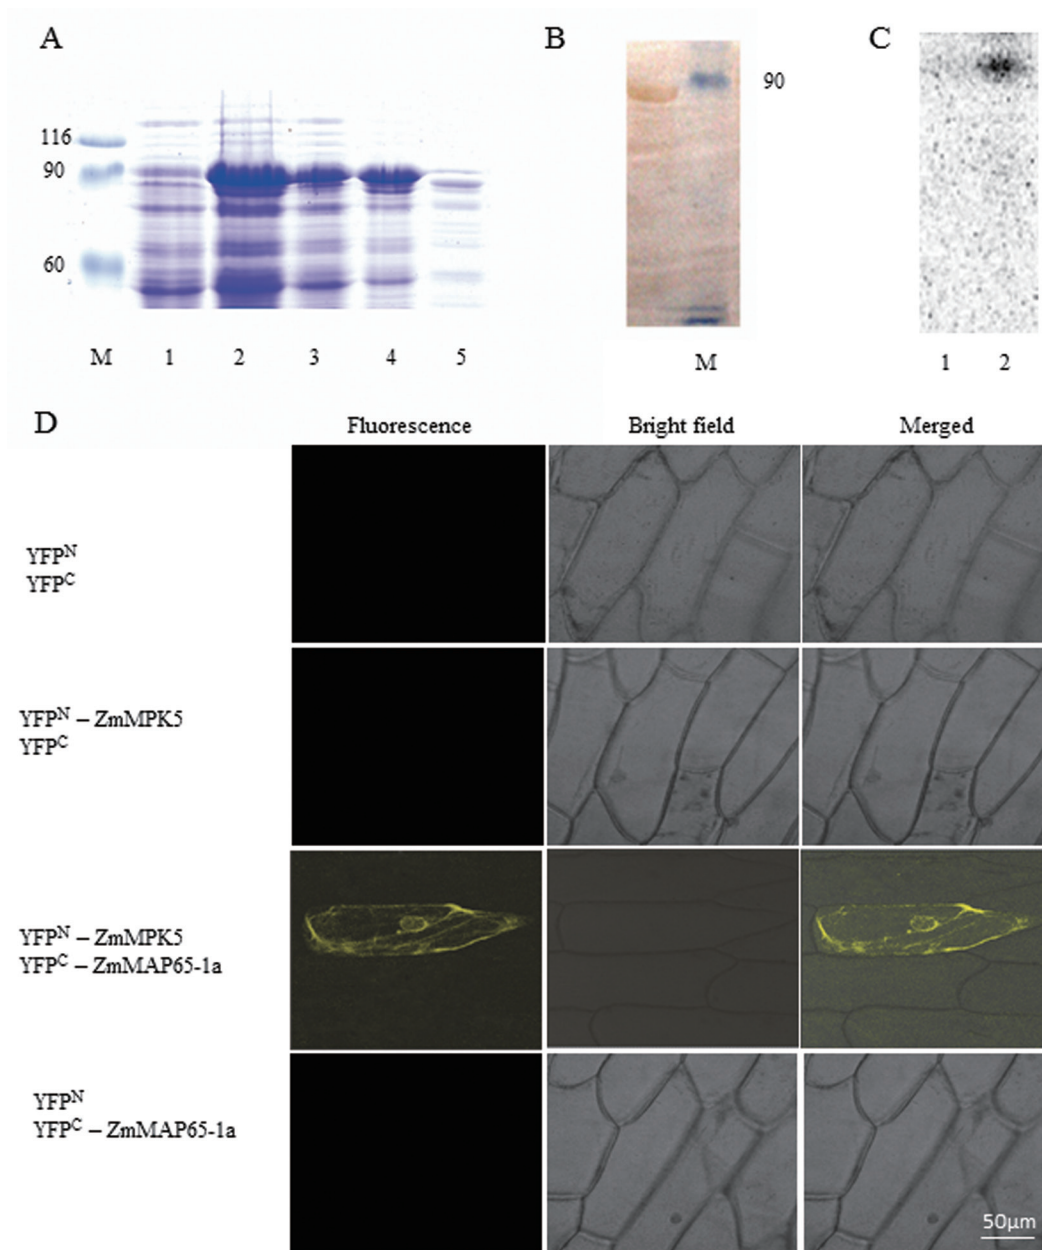 A
B
C
116
90
60
90
M 1 2 3 4 5
M
1 2
D
Fluorescence Bright field Merged
YFPᴺ
YFPᶜ
YFPᴺ – ZmMPK5
YFPᶜ
YFPᴺ – ZmMPK5
YFPᶜ – ZmMAP65-1a
YFPᴺ
YFPᶜ – ZmMAP65-1a
50µm